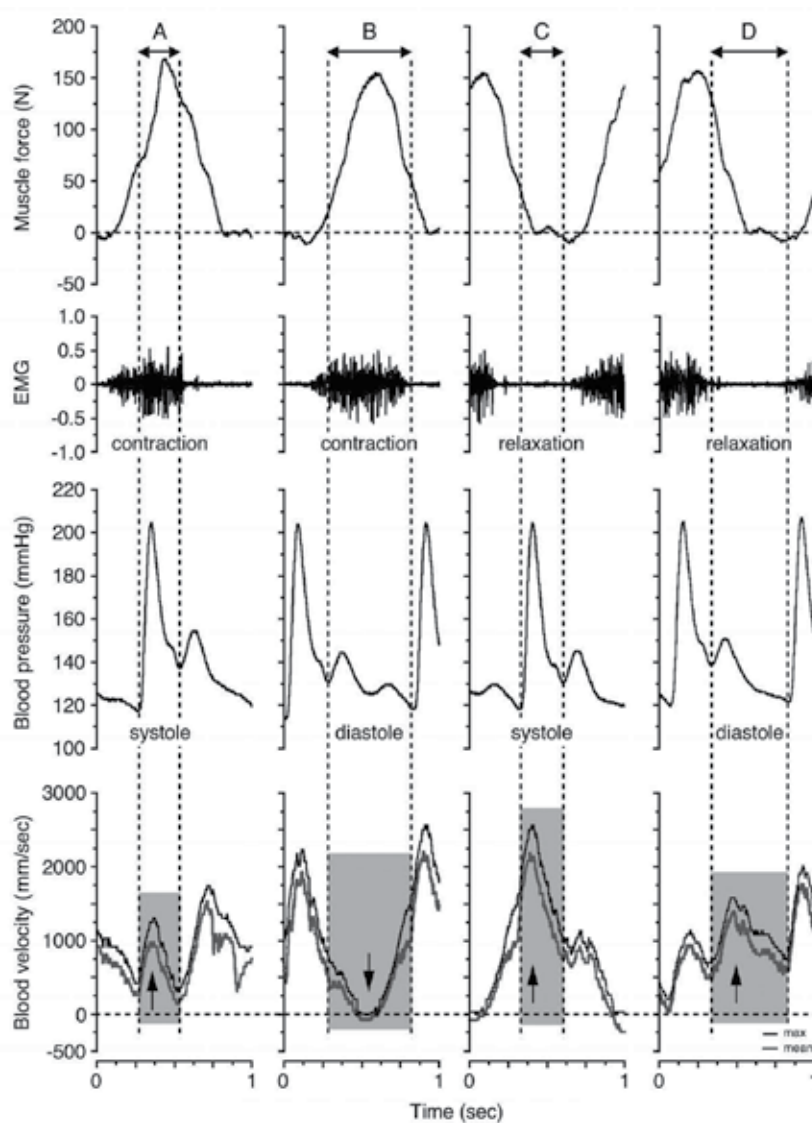 A B C D
Muscle force (N)
200
150
100
50
0
-50
EMG
1.0
0.5
0
-0.5
-1.0
contraction contraction relaxation relaxation
Blood pressure (mmHg)
220
200
180
160
140
120
100
systole diastole systole diastole
Blood velocity (mm/sec)
3000
2000
1000
0
-500
max
mean
0 1 0 1 0 1 0 1
Time (sec)